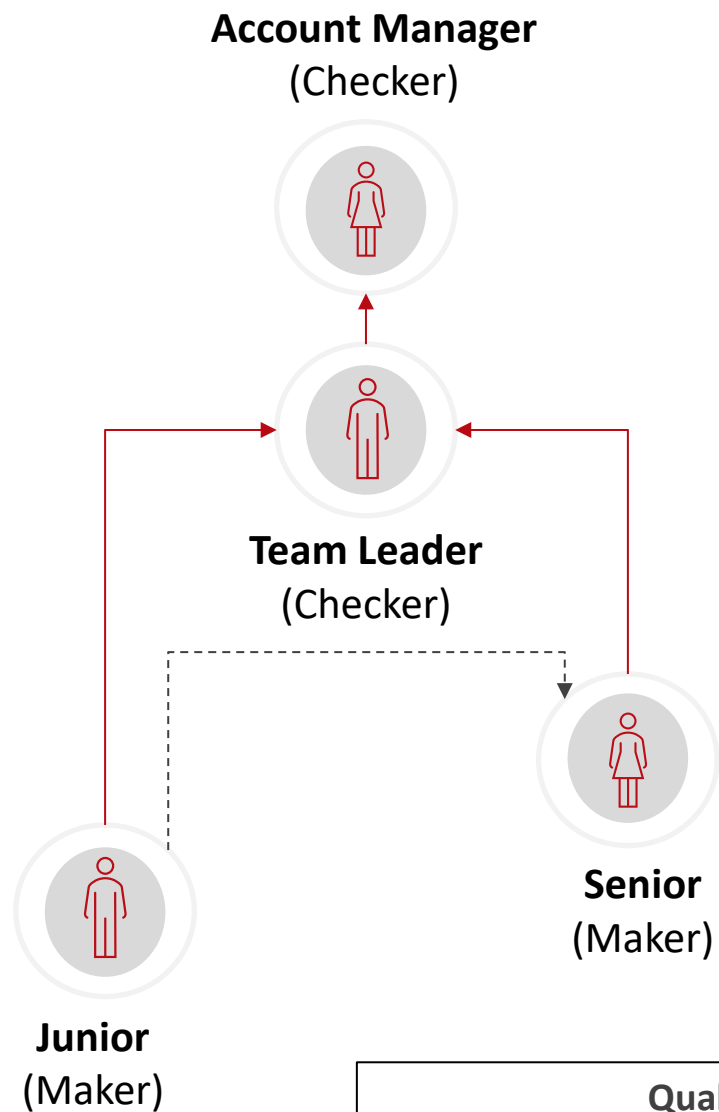 Account Manager
(Checker)
Team Leader
(Checker)
Senior
(Maker)
Junior
(Maker)